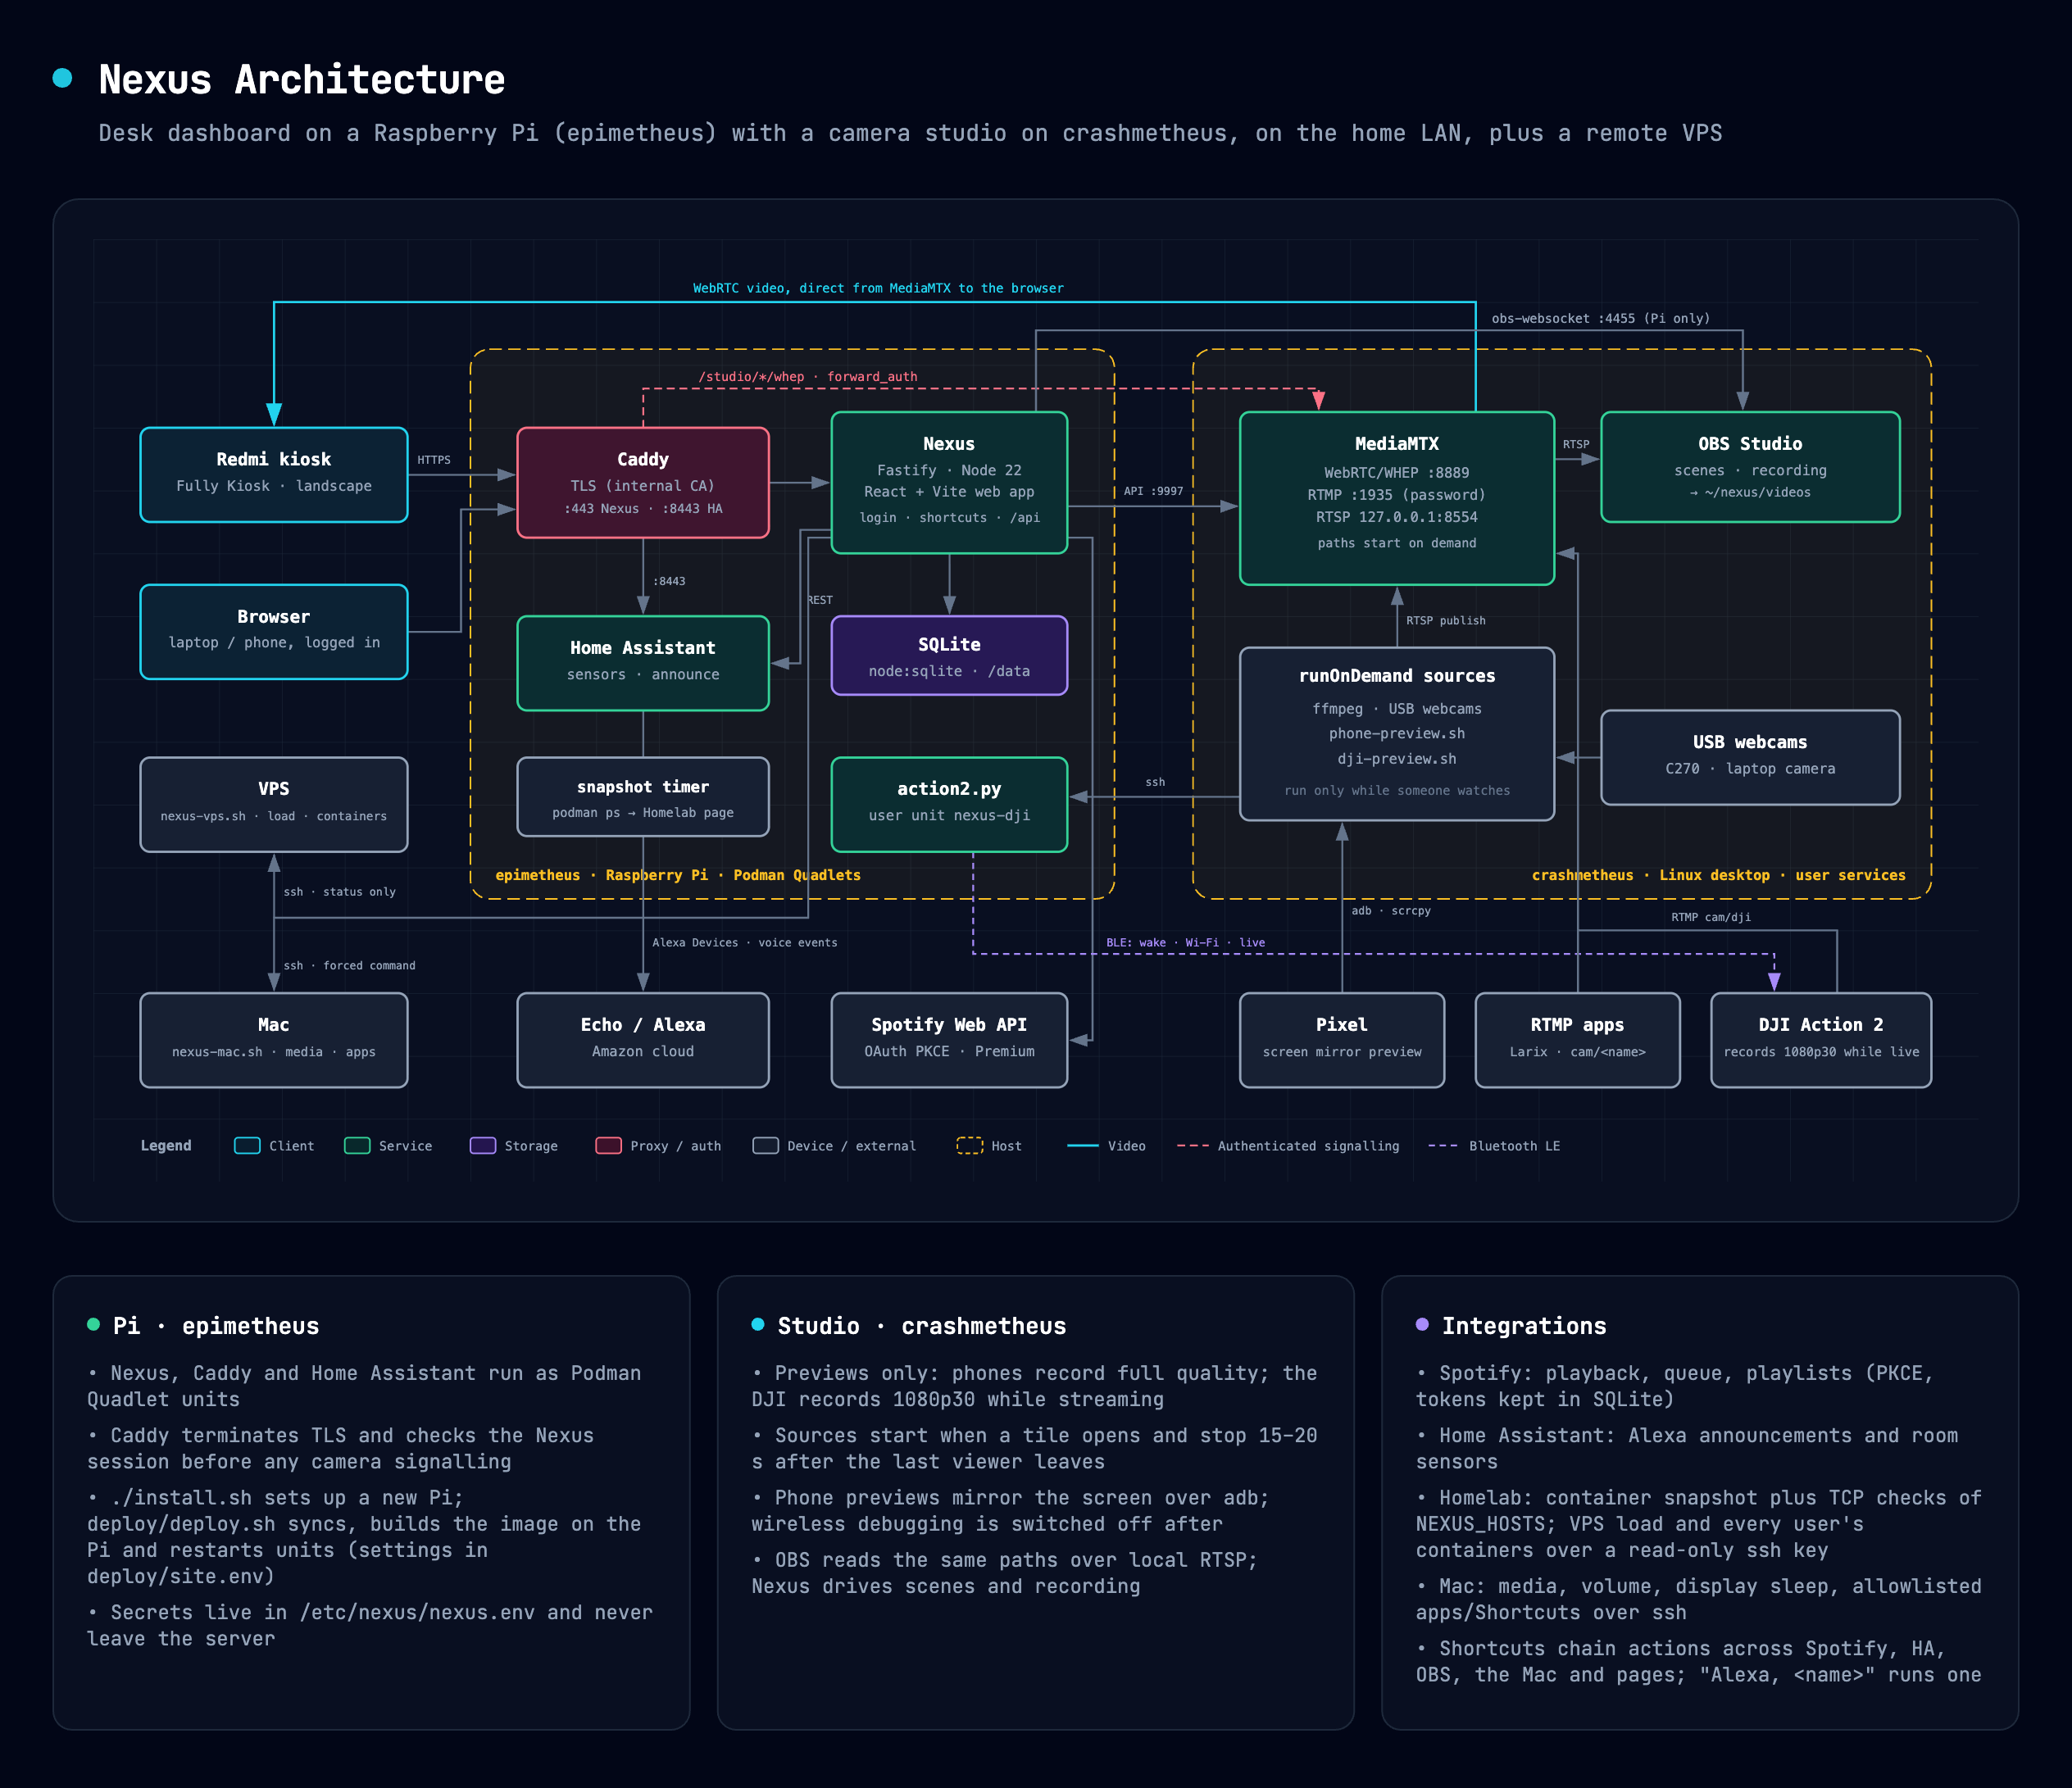 Nexus Architecture
Desk dashboard on a Raspberry Pi (epimetheus) with a camera studio on crashmetheus, on the home LAN, plus a remote VPS
WebRTC video, direct from MediaMTX to the browser
obs-websocket :4455 (Pi only)
/studio/*/whep · forward_auth
Redmi kiosk
Fully Kiosk · landscape
HTTPS
Caddy
TLS (internal CA)
:443 Nexus · :8443 HA
Nexus
Fastify · Node 22
React + Vite web app
login · shortcuts · /api
API :9997
MediaMTX
WebRTC/WHEP :8889
RTMP :1935 (password)
RTSP 127.0.0.1:8554
paths start on demand
RTSP
OBS Studio
scenes · recording
→ ~/nexus/videos
Browser
laptop / phone, logged in
:8443
REST
RTSP publish
Home Assistant
sensors · announce
SQLite
node:sqlite · /data
runOnDemand sources
ffmpeg · USB webcams
phone-preview.sh
dji-preview.sh
run only while someone watches
USB webcams
C270 · laptop camera
VPS
nexus-vps.sh · load · containers
snapshot timer
podman ps → Homelab page
action2.py
user unit nexus-dji
ssh
epimetheus · Raspberry Pi · Podman Quadlets
crashmetheus · Linux desktop · user services
ssh · status only
adb · scrcpy
RTMP cam/dji
Alexa Devices · voice events
BLE: wake · Wi-Fi · live
ssh · forced command
Mac
nexus-mac.sh · media · apps
Echo / Alexa
Amazon cloud
Spotify Web API
OAuth PKCE · Premium
Pixel
screen mirror preview
RTMP apps
Larix · cam/<name>
DJI Action 2
records 1080p30 while live
Legend
Client
Service
Storage
Proxy / auth
Device / external
Host
Video
Authenticated signalling
Bluetooth LE
Pi · epimetheus
• Nexus, Caddy and Home Assistant run as Podman
Quadlet units
• Caddy terminates TLS and checks the Nexus
session before any camera signalling
• ./install.sh sets up a new Pi;
deploy/deploy.sh syncs, builds the image on the
Pi and restarts units (settings in
deploy/site.env)
• Secrets live in /etc/nexus/nexus.env and never
leave the server
Studio · crashmetheus
• Previews only: phones record full quality; the
DJI records 1080p30 while streaming
• Sources start when a tile opens and stop 15–20
s after the last viewer leaves
• Phone previews mirror the screen over adb;
wireless debugging is switched off after
• OBS reads the same paths over local RTSP;
Nexus drives scenes and recording
Integrations
• Spotify: playback, queue, playlists (PKCE,
tokens kept in SQLite)
• Home Assistant: Alexa announcements and room
sensors
• Homelab: container snapshot plus TCP checks of
NEXUS_HOSTS; VPS load and every user's
containers over a read-only ssh key
• Mac: media, volume, display sleep, allowlisted
apps/Shortcuts over ssh
• Shortcuts chain actions across Spotify, HA,
OBS, the Mac and pages; "Alexa, <name>" runs one